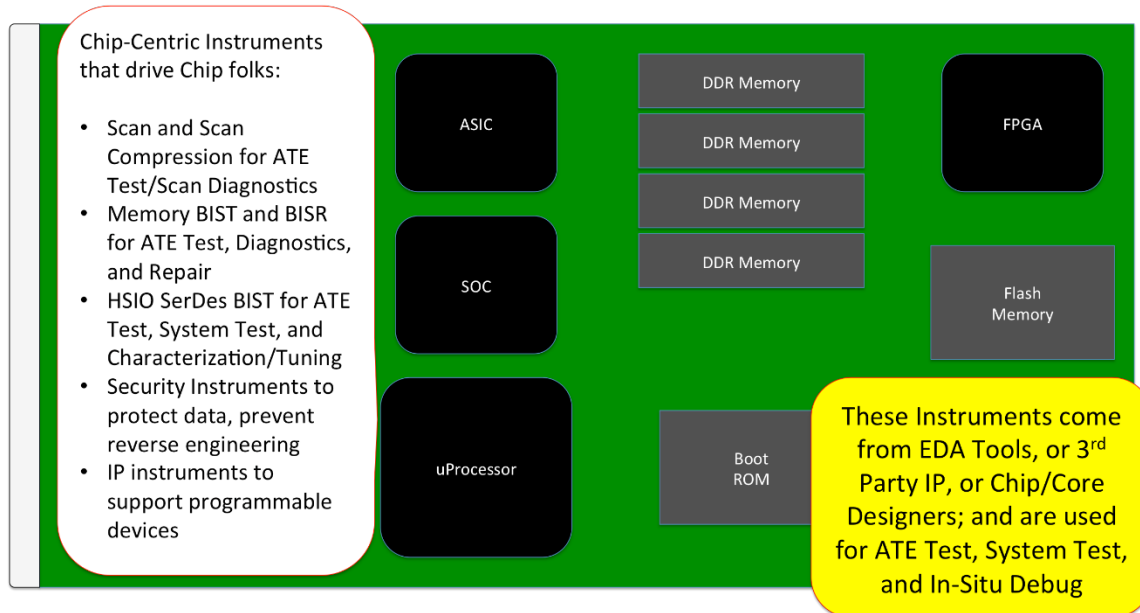 Chip-Centric Instruments
that drive Chip folks:
• Scan and Scan
Compression for ATE
Test/Scan Diagnostics
• Memory BIST and BISR
for ATE Test, Diagnostics,
and Repair
• HSIO SerDes BIST for ATE
Test, System Test, and
Characterization/Tuning
• Security Instruments to
protect data, prevent
reverse engineering
• IP instruments to
support programmable
devices
ASIC
SOC
uProcessor
DDR Memory
DDR Memory
DDR Memory
DDR Memory
Boot
ROM
FPGA
Flash
Memory
These Instruments come
from EDA Tools, or 3rd
Party IP, or Chip/Core
Designers; and are used
for ATE Test, System Test,
and In-Situ Debug